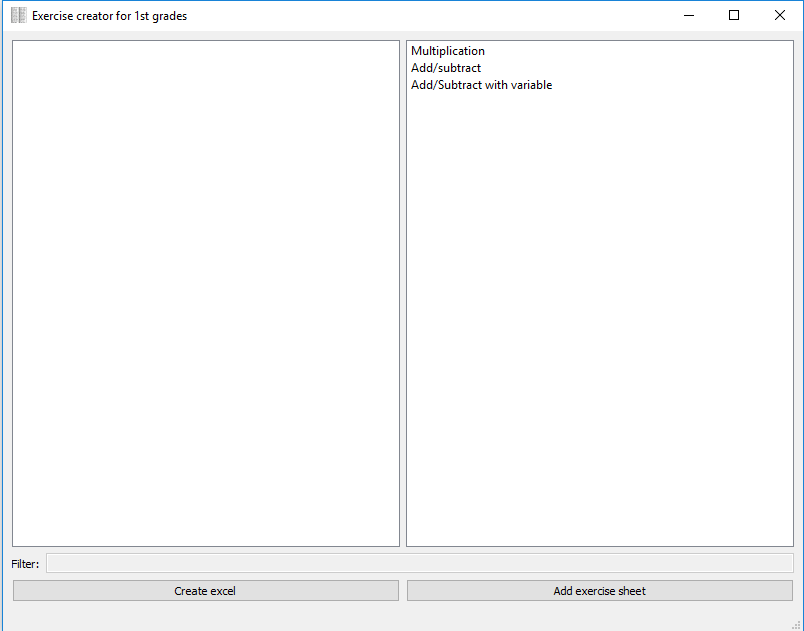 Exercise creator for 1st grades
Multiplication
Add/subtract
Add/Subtract with variable
Filter:
Create excel
Add exercise sheet